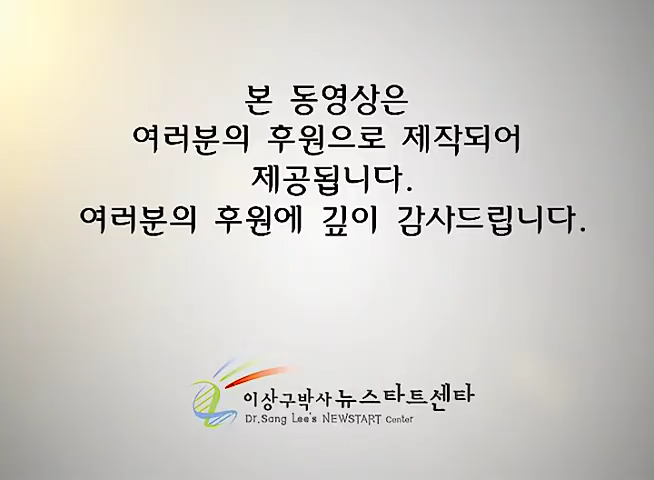 본 동영상은
여러분의 후원으로 제작되어
제공됩니다.
여러분의 후원에 깊이 감사드립니다.
이상구박사 뉴스타트센타
Dr.Sang Lee's NEWSTART Center